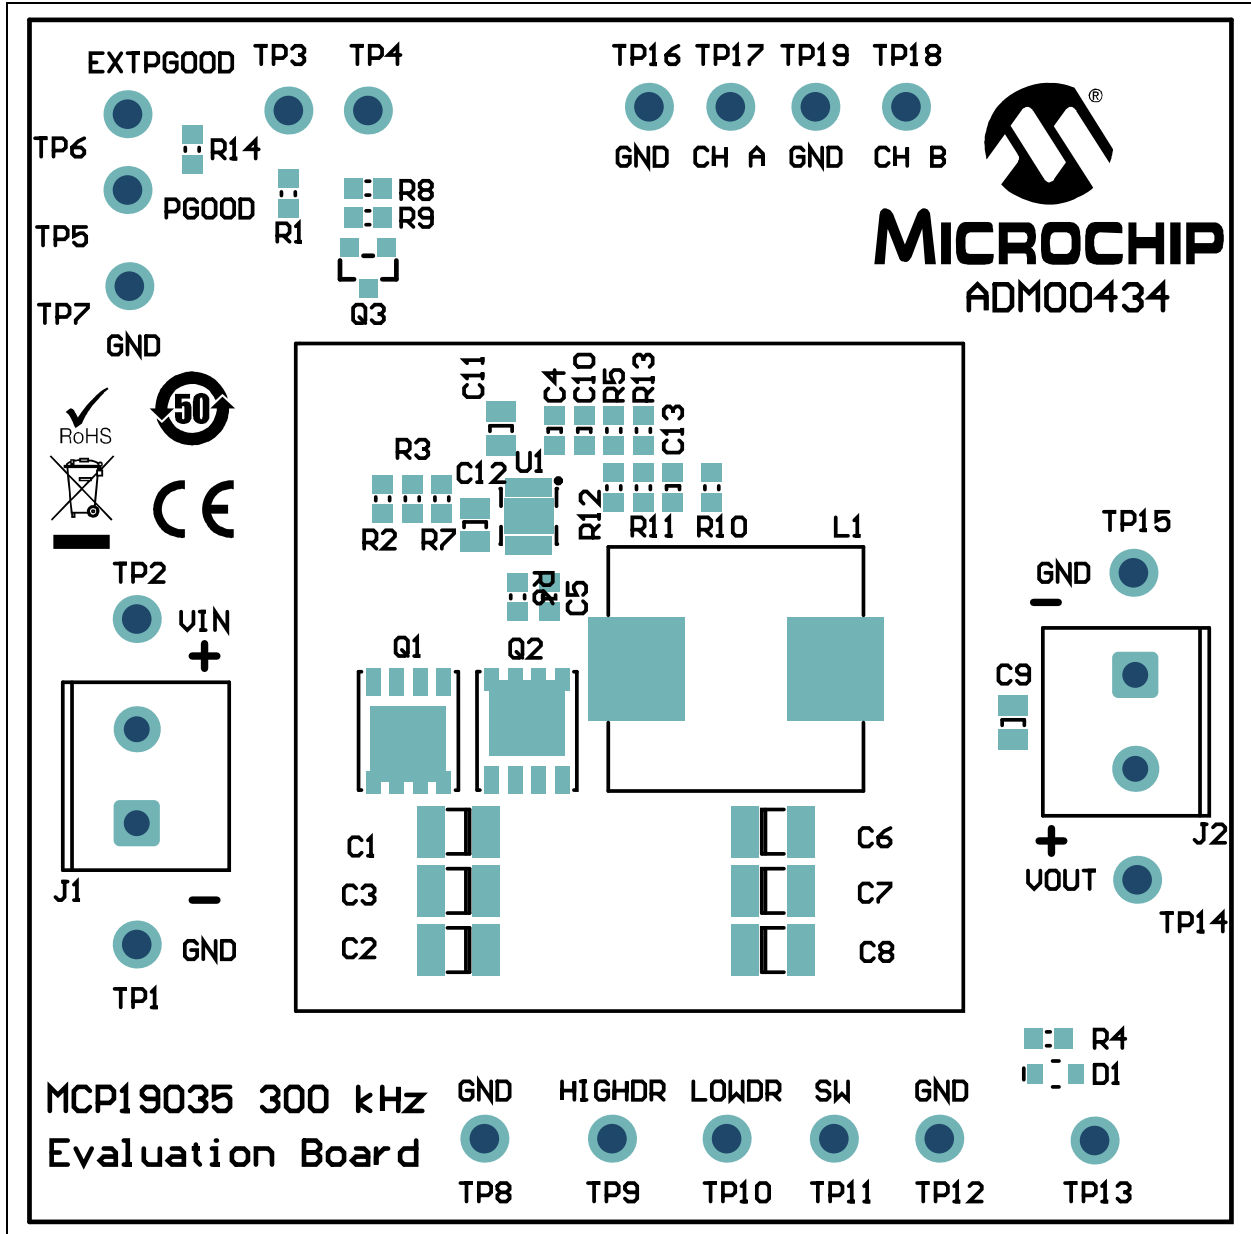 EXTPGOOD
TP3
TP4
TP16
TP17
TP19
TP18
®
TP6
R14
GND
CH A
GND
CH B
R8
PGOOD
R9
R1
TP5
MICROCHIP
ADM00434
TP7
Q3
GND
C11
C4
C10
R5
R13
50
RoHS
C13
R3
C12
U1
CE
R12
R2
R7
R11
R10
L1
TP15
TP2
GND
-
R6
C5
VIN
+
Q1
Q2
C9
C1
C6
+
J2
J1
-
C3
C7
VOUT
TP14
GND
C2
C8
TP1
R4
D1
MCP19035 300 kHz
Evaluation Board
GND
HIGHDR
LOWDR
SW
GND
TP8
TP9
TP10
TP11
TP12
TP13